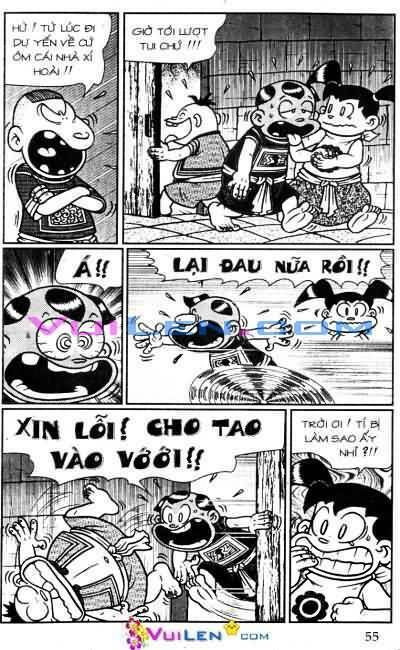 HỨ ! TỪ LÚC ĐI
DỰ YẾN VỀ CỨ
ÔM CÁI NHÀ XÍ
HOÀI !!
GIỜ TỚI LƯỢT
TUI CHỨ !!!
Á !!
LẠI ĐAU NỮA RỒI !!
VUILEN.COM
XIN LỖI ! CHO TAO
VÀO VỚỚI !!
TRỜI ƠI ! TÍ BỊ
LÀM SAO ẤY
NHỈ ?!!
55
VUILEN.COM